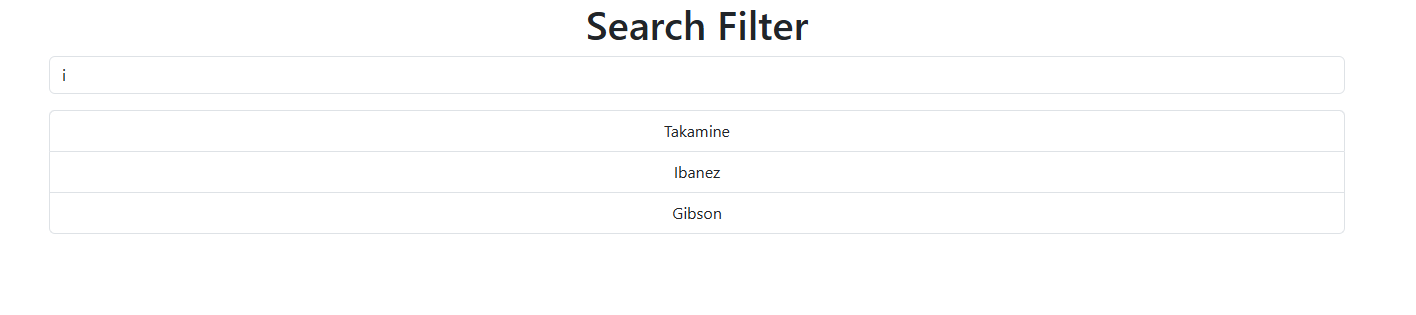 Search Filter
i
Takamine
Ibanez
Gibson